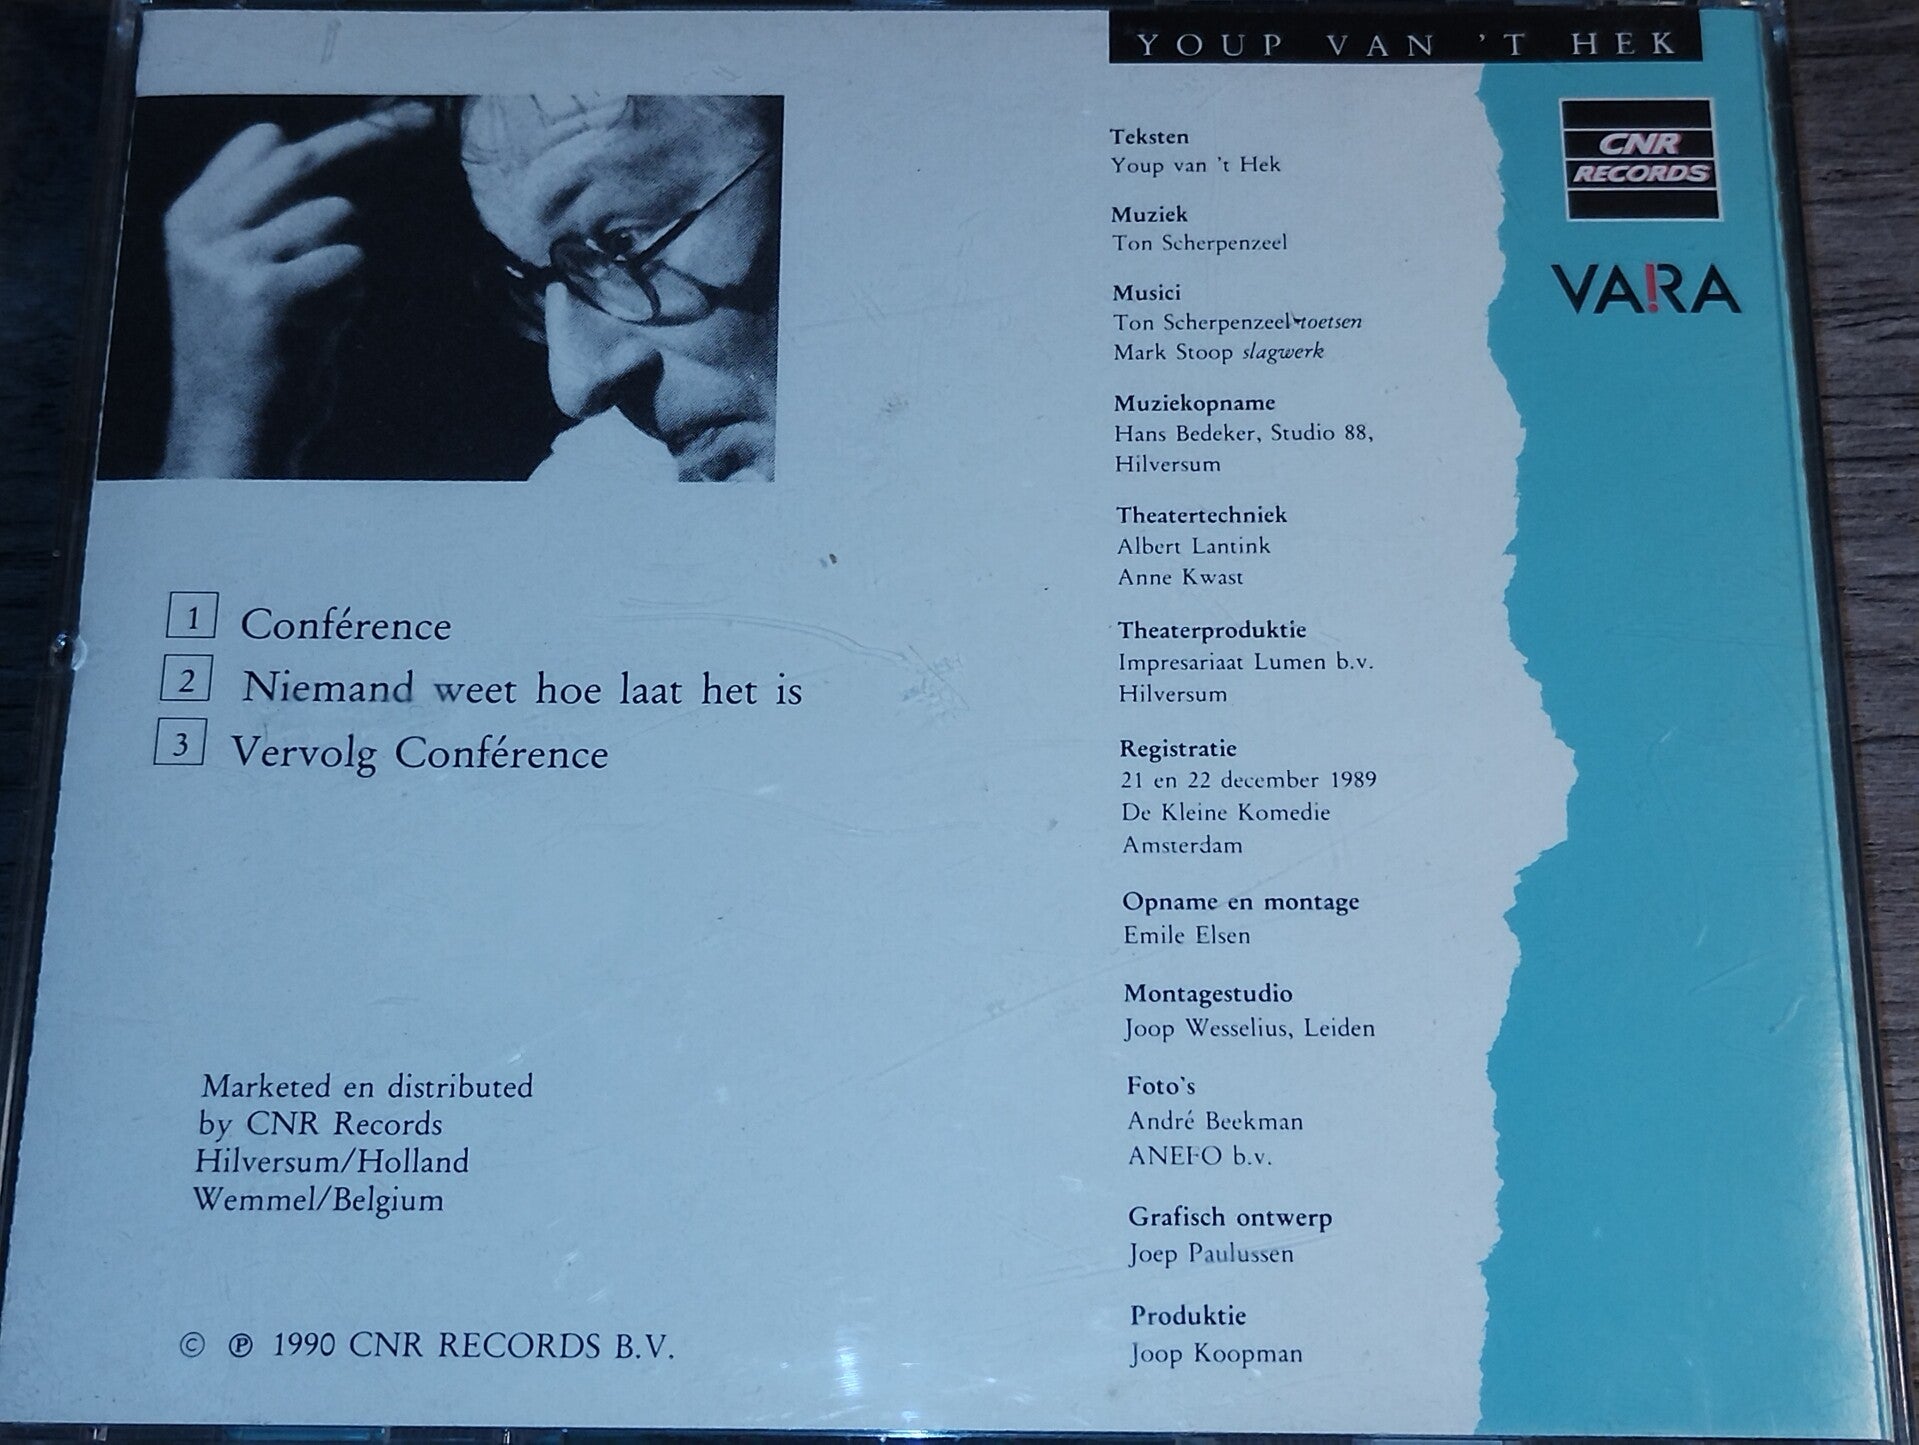 YOUP VAN 'T HEK
CNR
RECORDS
VARA
Teksten
Youp van 't Hek
Muziek
Ton Scherpenzeel
Musici
Ton Scherpenzeel toetsen
Mark Stoop slagwerk
Muziekopname
Hans Bedeker, Studio 88,
Hilversum
Theatertechniek
Albert Lantink
Anne Kwast
Theaterproduktie
Impresariaat Lumen b.v.
Hilversum
Registratie
21 en 22 december 1989
De Kleine Komedie
Amsterdam
Opname en montage
Emile Elsen
Montagestudio
Joop Wesselius, Leiden
Foto's
André Beekman
ANEFO b.v.
Grafisch ontwerp
Joep Paulussen
Produktie
Joop Koopman
1 Conférence
2 Niemand weet hoe laat het is
3 Vervolg Conférence
Marketed en distributed
by CNR Records
Hilversum/Holland
Wemmel/Belgium
© ℗ 1990 CNR RECORDS B.V.